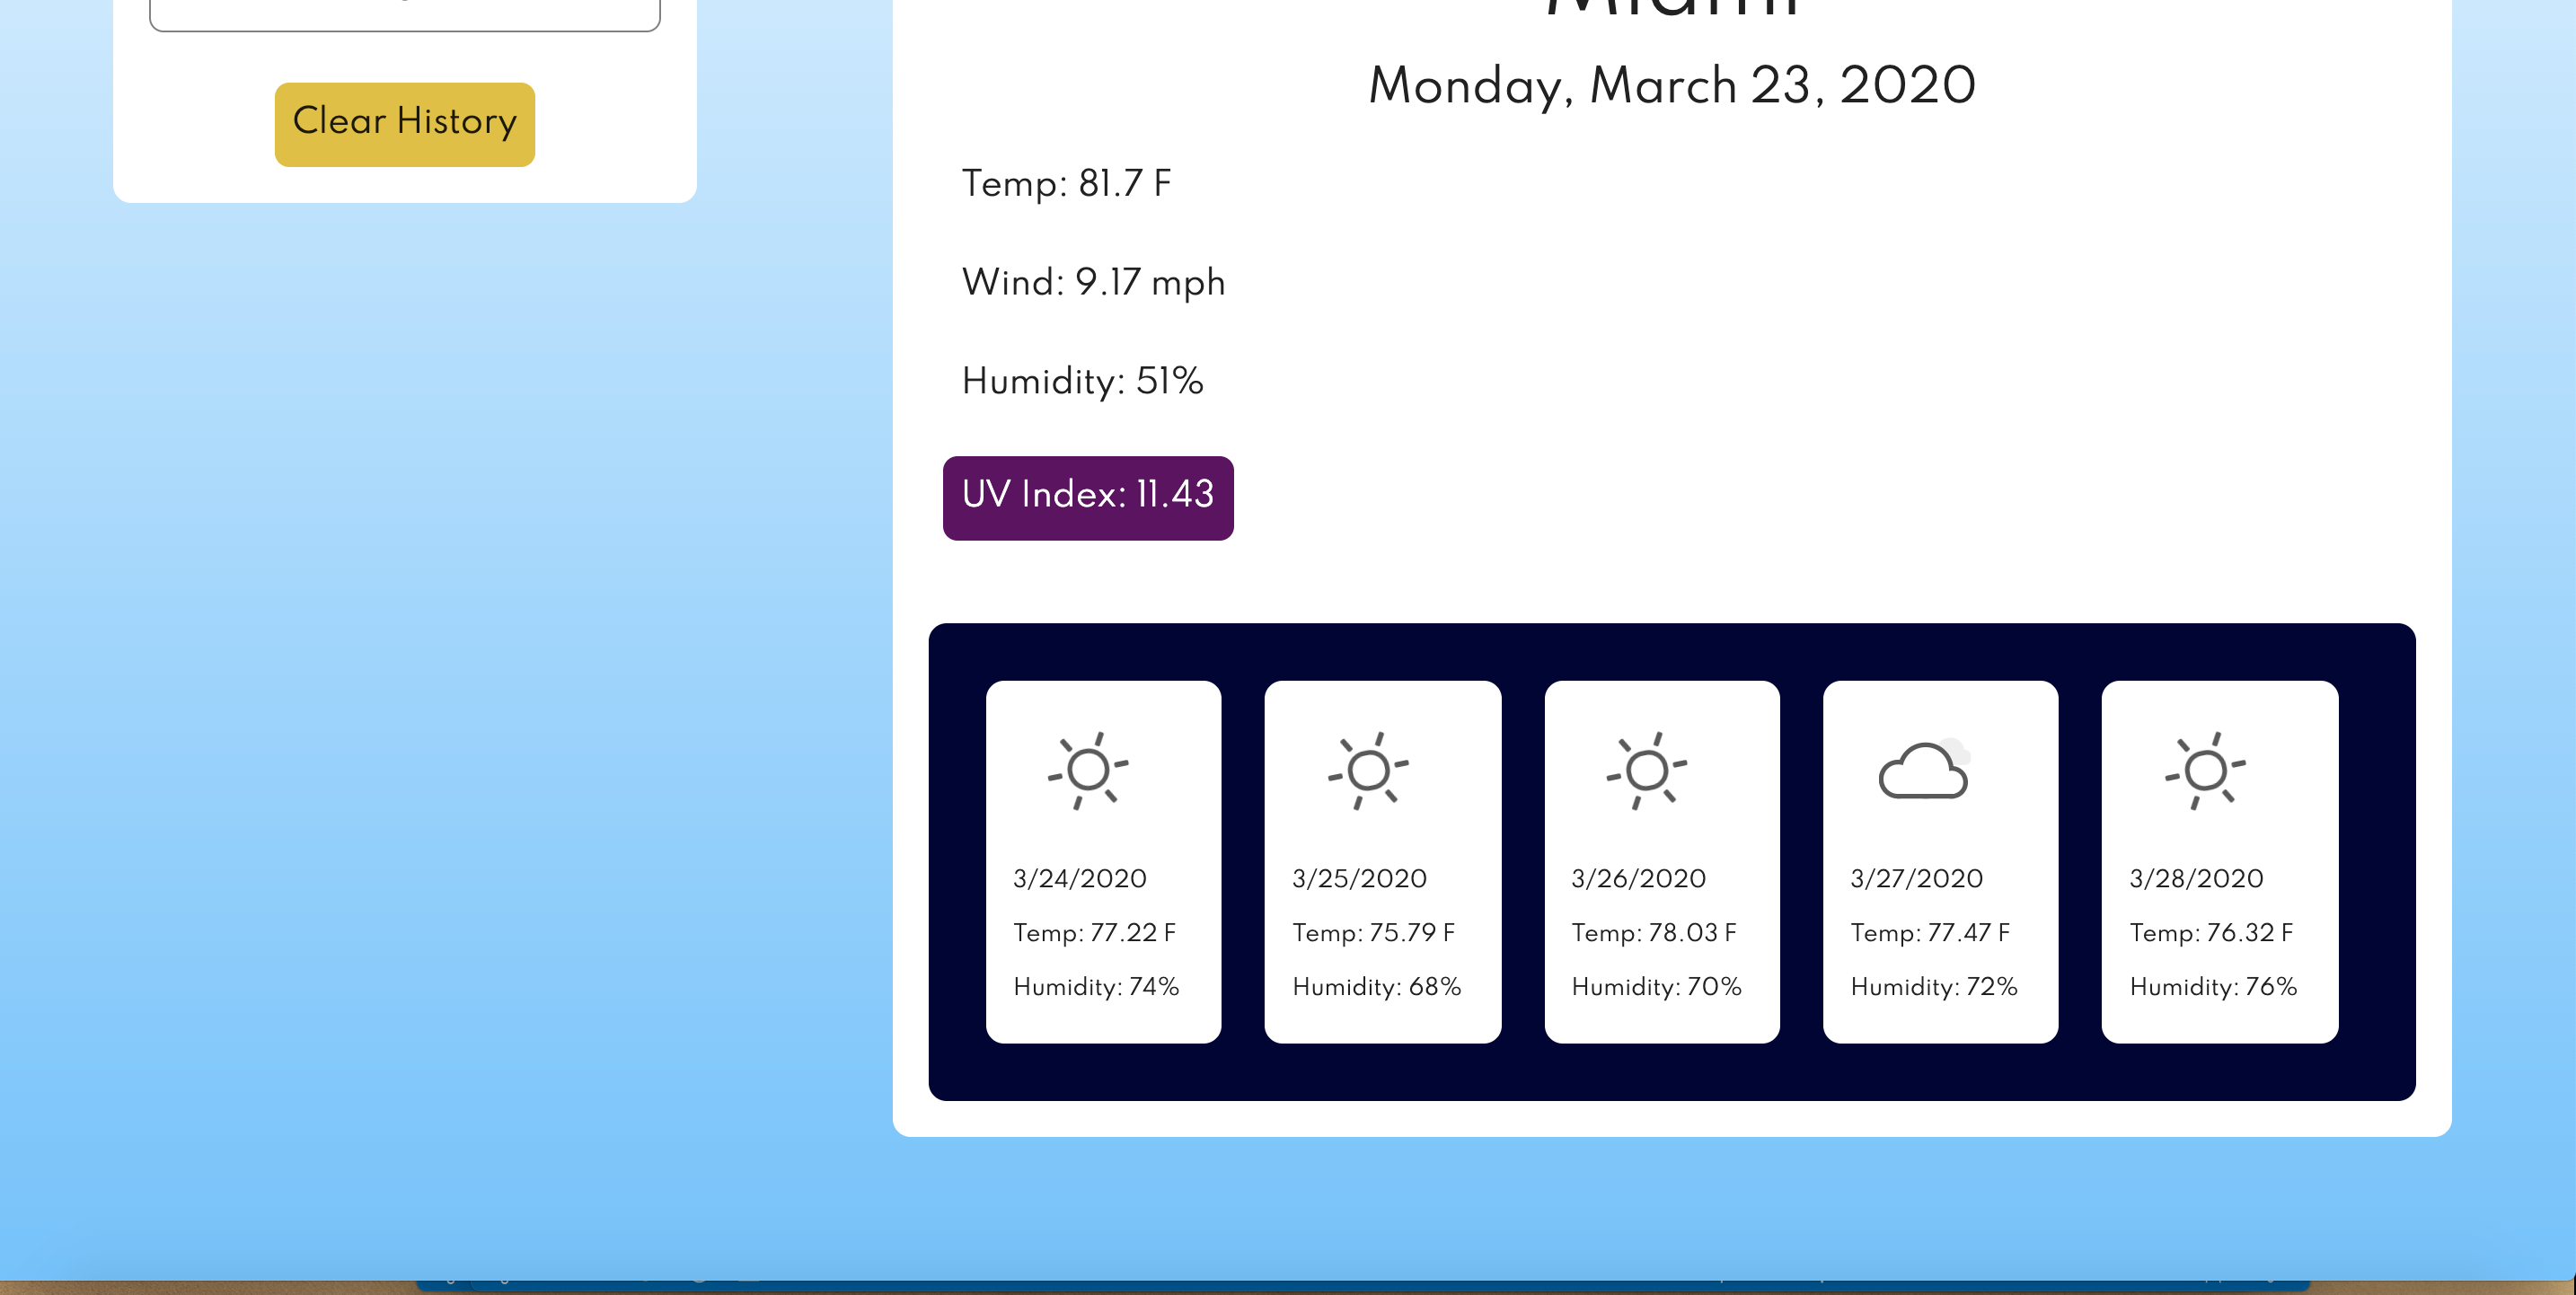 Clear History
Miami
Monday, March 23, 2020
Temp: 81.7 F
Wind: 9.17 mph
Humidity: 51%
UV Index: 11.43
3/24/2020
Temp: 77.22 F
Humidity: 74%
3/25/2020
Temp: 75.79 F
Humidity: 68%
3/26/2020
Temp: 78.03 F
Humidity: 70%
3/27/2020
Temp: 77.47 F
Humidity: 72%
3/28/2020
Temp: 76.32 F
Humidity: 76%